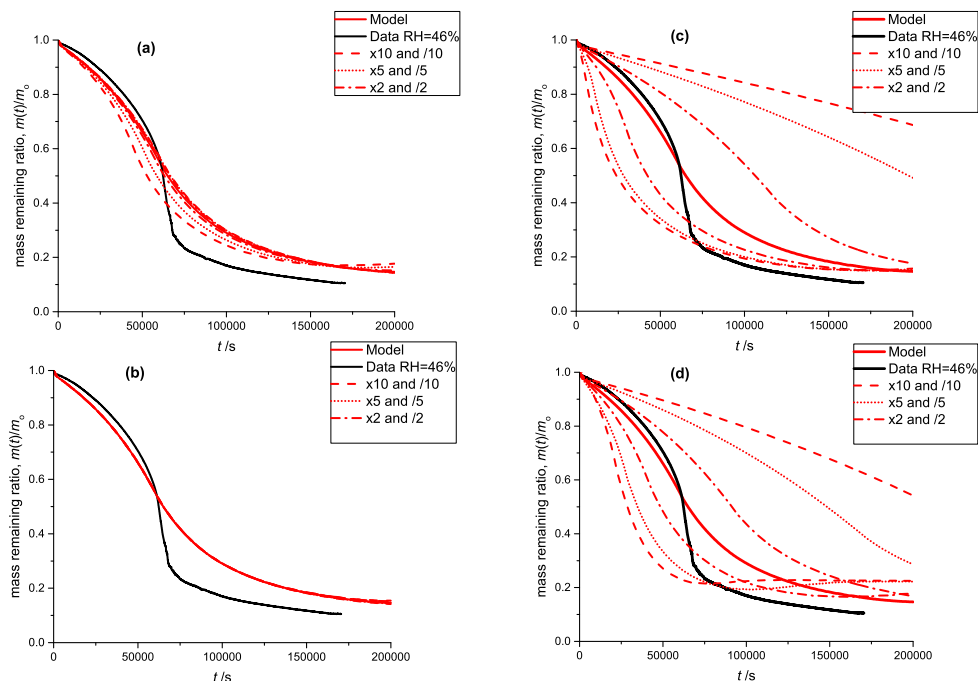 (a)
Model
Data RH=46%
x10 and /10
x5 and /5
x2 and /2
1.0
0.8
0.6
0.4
0.2
0.0
mass remaining ratio, m(t)/mo
0
50000
100000
150000
200000
t /s
(c)
Model
Data RH=46%
x10 and /10
x5 and /5
x2 and /2
1.0
0.8
0.6
0.4
0.2
0.0
mass remaining ratio, m(t)/mo
0
50000
100000
150000
200000
t /s
(b)
Model
Data RH=46%
x10 and /10
x5 and /5
x2 and /2
1.0
0.8
0.6
0.4
0.2
0.0
mass remaining ratio, m(t)/mo
0
50000
100000
150000
200000
t /s
(d)
Model
Data RH=46%
x10 and /10
x5 and /5
x2 and /2
1.0
0.8
0.6
0.4
0.2
0.0
mass remaining ratio, m(t)/mo
0
50000
100000
150000
200000
t /s